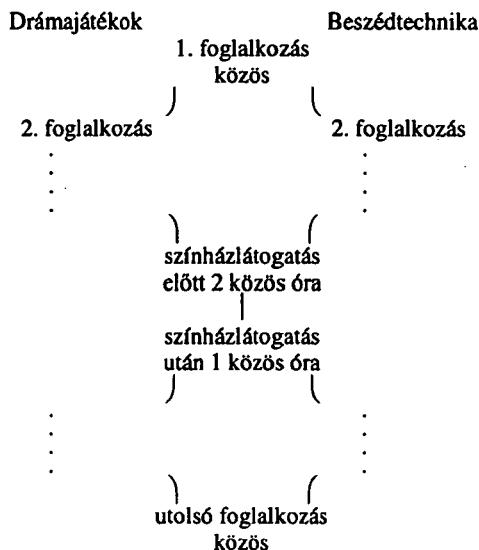 Drámajátékok Beszédtechnika
1. foglalkozás
közös
2. foglalkozás 2. foglalkozás
színházlátogatás
előtt 2 közös óra
színházlátogatás
után 1 közös óra
utolsó foglalkozás
közös